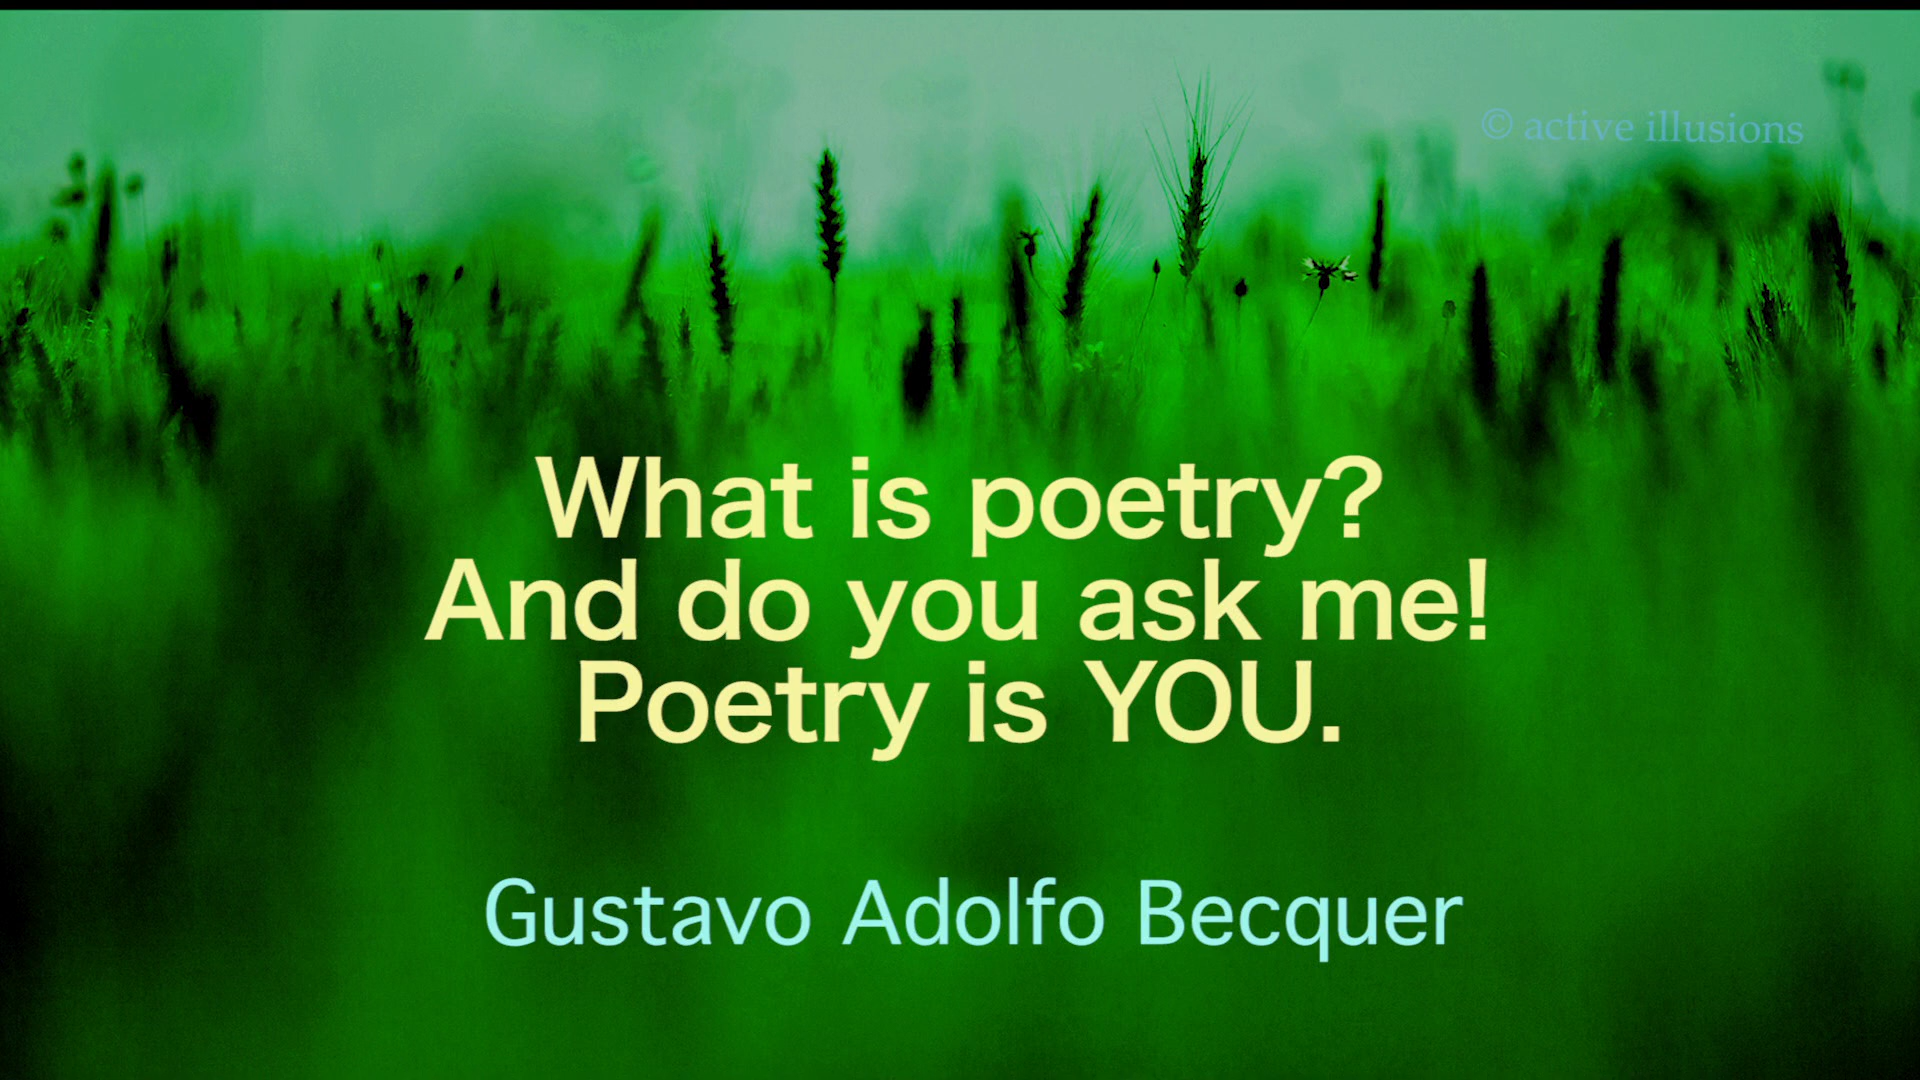 © active illusions
What is poetry?
And do you ask me!
Poetry is YOU.
Gustavo Adolfo Becquer